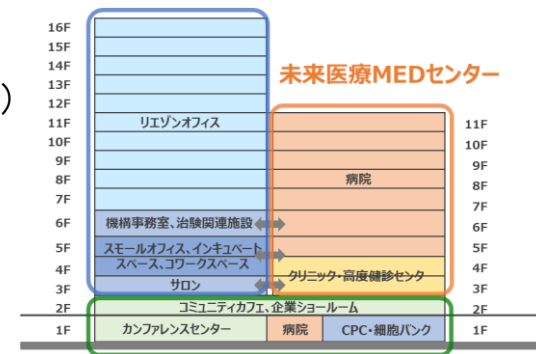 )
未来医療MEDセンター
16F
15F
14F
13F
12F
11F リエゾンオフィス 11F
10F 10F
9F 9F
8F 病院 8F
7F 7F
6F 機構事務室、治験関連施設 6F
5F スモールオフィス、インキュベート 5F
4F スペース、コワークスペース クリニック・高度健診センタ 4F
3F サロン 3F
2F コミュニティカフェ、企業ショールーム 2F
1F カンファレンスセンター 病院 CPC・細胞バンク 1F